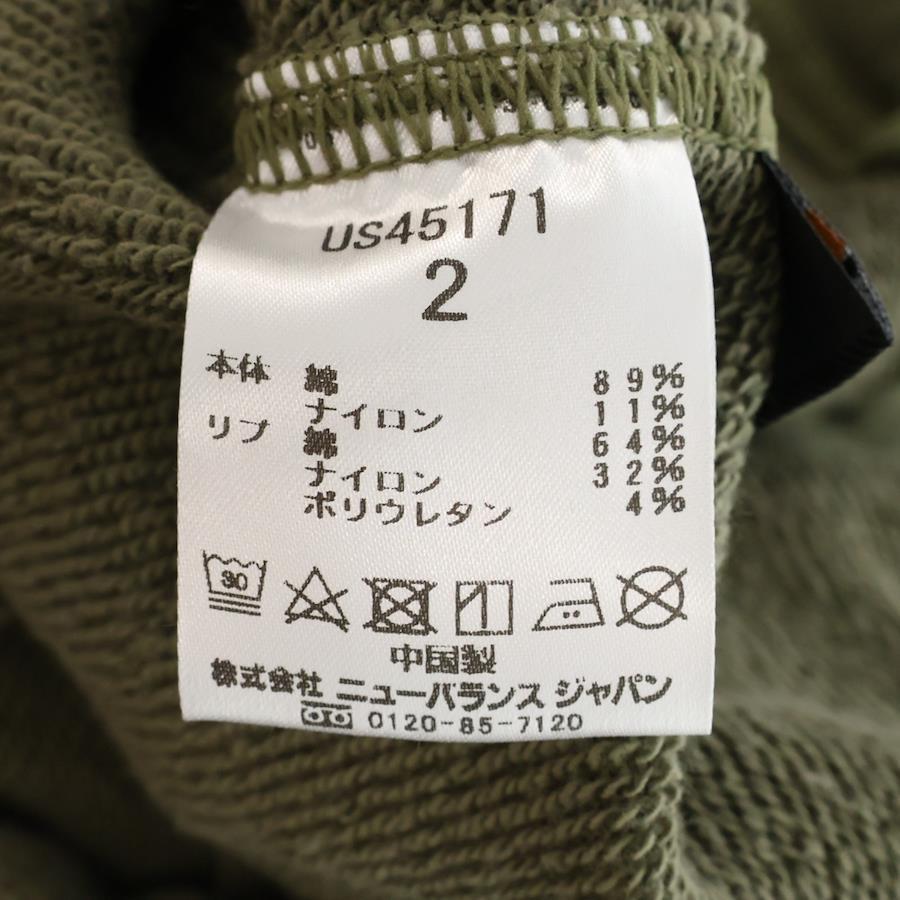 US45171
2
本体 綿 89%
ナイロン 11%
リブ 綿 64%
ナイロン 32%
ポリウレタン 4%
30
中国製
株式会社 ニューバランス ジャパン
0120-85-7120